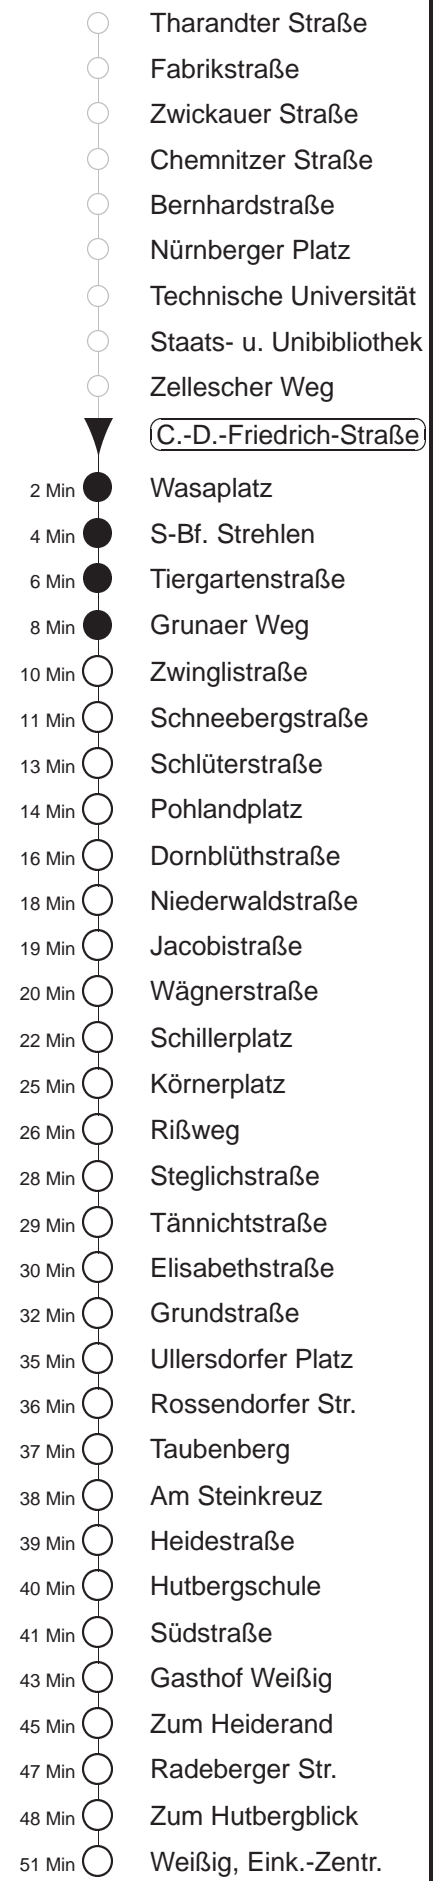 Tharandter Straße
Fabrikstraße
Zwickauer Straße
Chemnitzer Straße
Bernhardstraße
Nürnberger Platz
Technische Universität
Staats- u. Unibibliothek
Zellescher Weg
C.-D.-Friedrich-Straße
2 Min Wasaplatz
4 Min S-Bf. Strehlen
6 Min Tiergartenstraße
8 Min Grunaer Weg
10 Min Zwinglistraße
11 Min Schneebergstraße
13 Min Schlüterstraße
14 Min Pohlandplatz
16 Min Dornblüthstraße
18 Min Niederwaldstraße
19 Min Jacobistraße
20 Min Wägnerstraße
22 Min Schillerplatz
25 Min Körnerplatz
26 Min Rißweg
28 Min Steglichstraße
29 Min Tännichtstraße
30 Min Elisabethstraße
32 Min Grundstraße
35 Min Ullersdorfer Platz
36 Min Rossendorfer Str.
37 Min Taubenberg
38 Min Am Steinkreuz
39 Min Heidestraße
40 Min Hutbergschule
41 Min Südstraße
43 Min Gasthof Weißig
45 Min Zum Heiderand
47 Min Radeberger Str.
48 Min Zum Hutbergblick
51 Min Weißig, Eink.-Zentr.